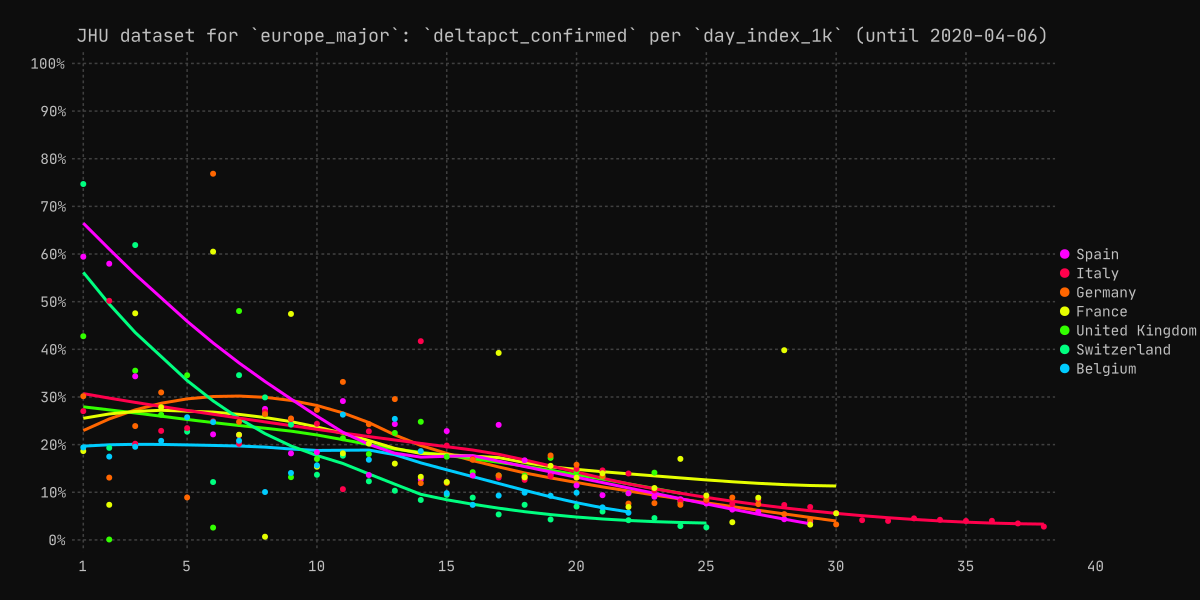 JHU dataset for `europe_major`: `deltapct_confirmed` per `day_index_1k` (until 2020-04-06)
100%
90%
80%
70%
60%
50%
40%
30%
20%
10%
0%
1 5 10 15 20 25 30 35 40
Spain
Italy
Germany
France
United Kingdom
Switzerland
Belgium